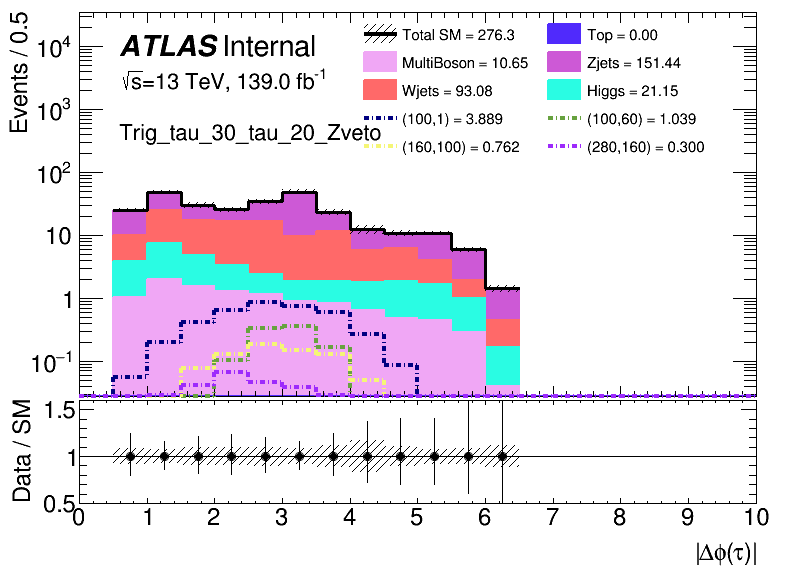 Events / 0.5
10⁴
10³
10²
10
1
10⁻¹
ATLAS Internal
√s=13 TeV, 139.0 fb⁻¹
Trig_tau_30_tau_20_Zveto
Total SM = 276.3
Top = 0.00
MultiBoson = 10.65
Zjets = 151.44
Wjets = 93.08
Higgs = 21.15
(100,1) = 3.889
(100,60) = 1.039
(160,100) = 0.762
(280,160) = 0.300
Data / SM
1.5
1
0.5
0 1 2 3 4 5 6 7 8 9 10
|Δϕ(τ)|